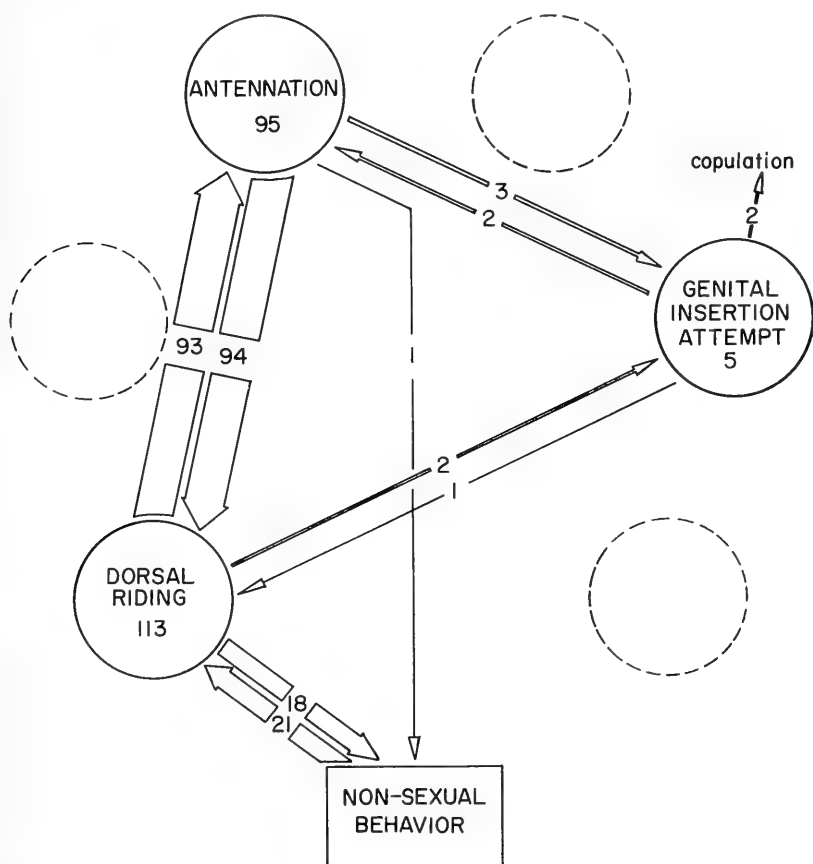 ANTENNATION
95
copulation
3
2
2
GENITAL
INSERTION
ATTEMPT
5
93 94
1
2
1
DORSAL
RIDING
113
18
21
NON-SEXUAL
BEHAVIOR